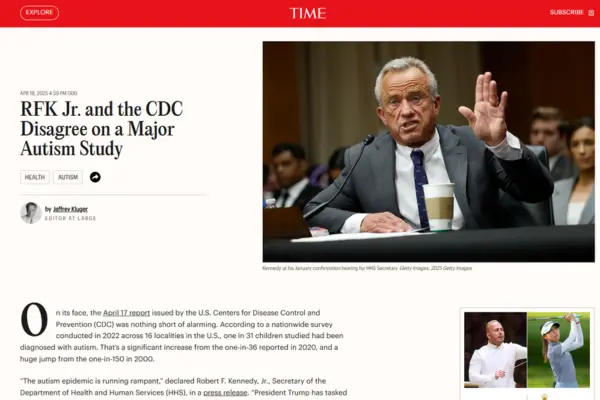 EXPLORE
TIME
SUBSCRIBE
APR 18, 2025 4:59 PM
RFK Jr. and the CDC
Disagree on a Major
Autism Study
HEALTH
AUTISM
by Jeffrey Kluger
EDITOR AT LARGE
Kennedy at his January confirmation hearing for HHS Secretary Getty Images; 2025 Getty Images
On its face, the April 17 report issued by the U.S. Centers for Disease Control and
Prevention (CDC) was nothing short of alarming. According to a nationwide survey
conducted in 2022 across 16 localities in the U.S., one in 31 children studied had been
diagnosed with autism. That's a significant increase from the one-in-36 reported in 2020, and a
huge jump from the one-in-150 in 2000.
"The autism epidemic is running rampant," declared Robert F. Kennedy, Jr., Secretary of the
Department of Health and Human Services (HHS), in a press release. "President Trump has tasked